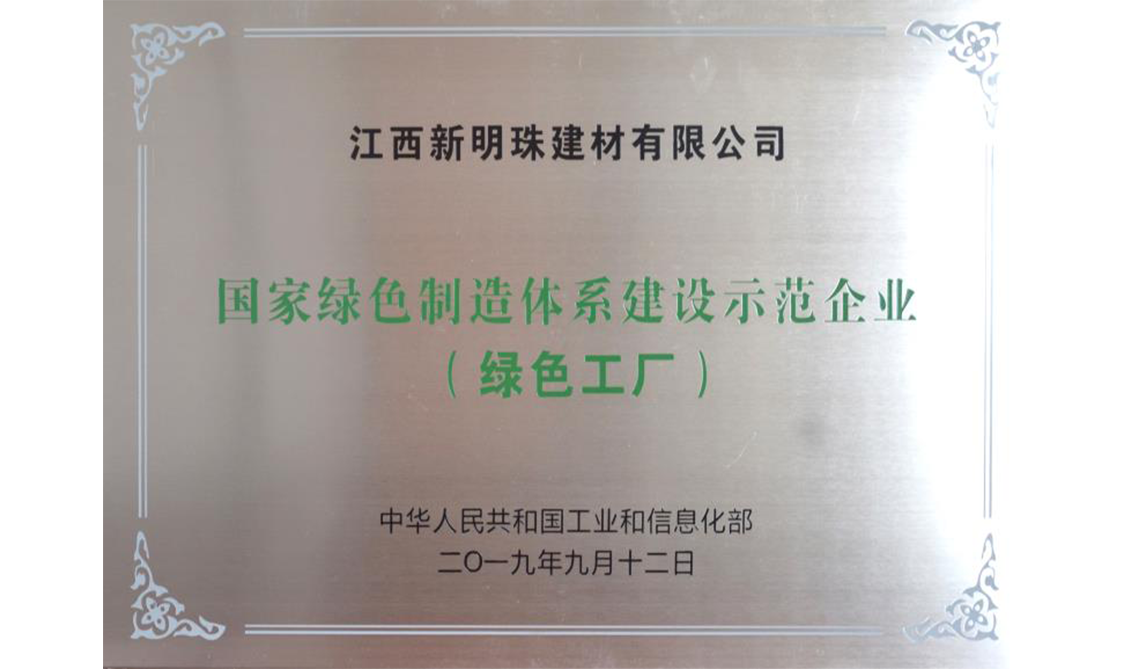 江西新明珠建材有限公司
国家绿色制造体系建设示范企业
（绿色工厂）
中华人民共和国工业和信息化部
二〇一九年九月十二日